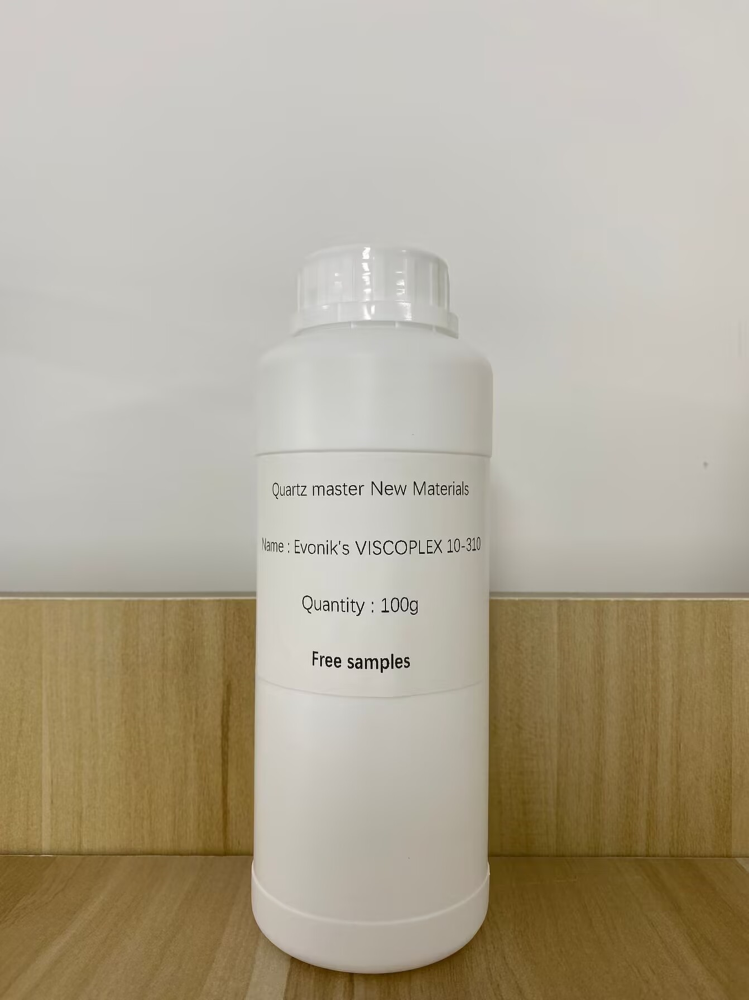 Quartz master New Materials
Name : Evonik's VISCOPLEX 10-310
Quantity : 100g
Free samples